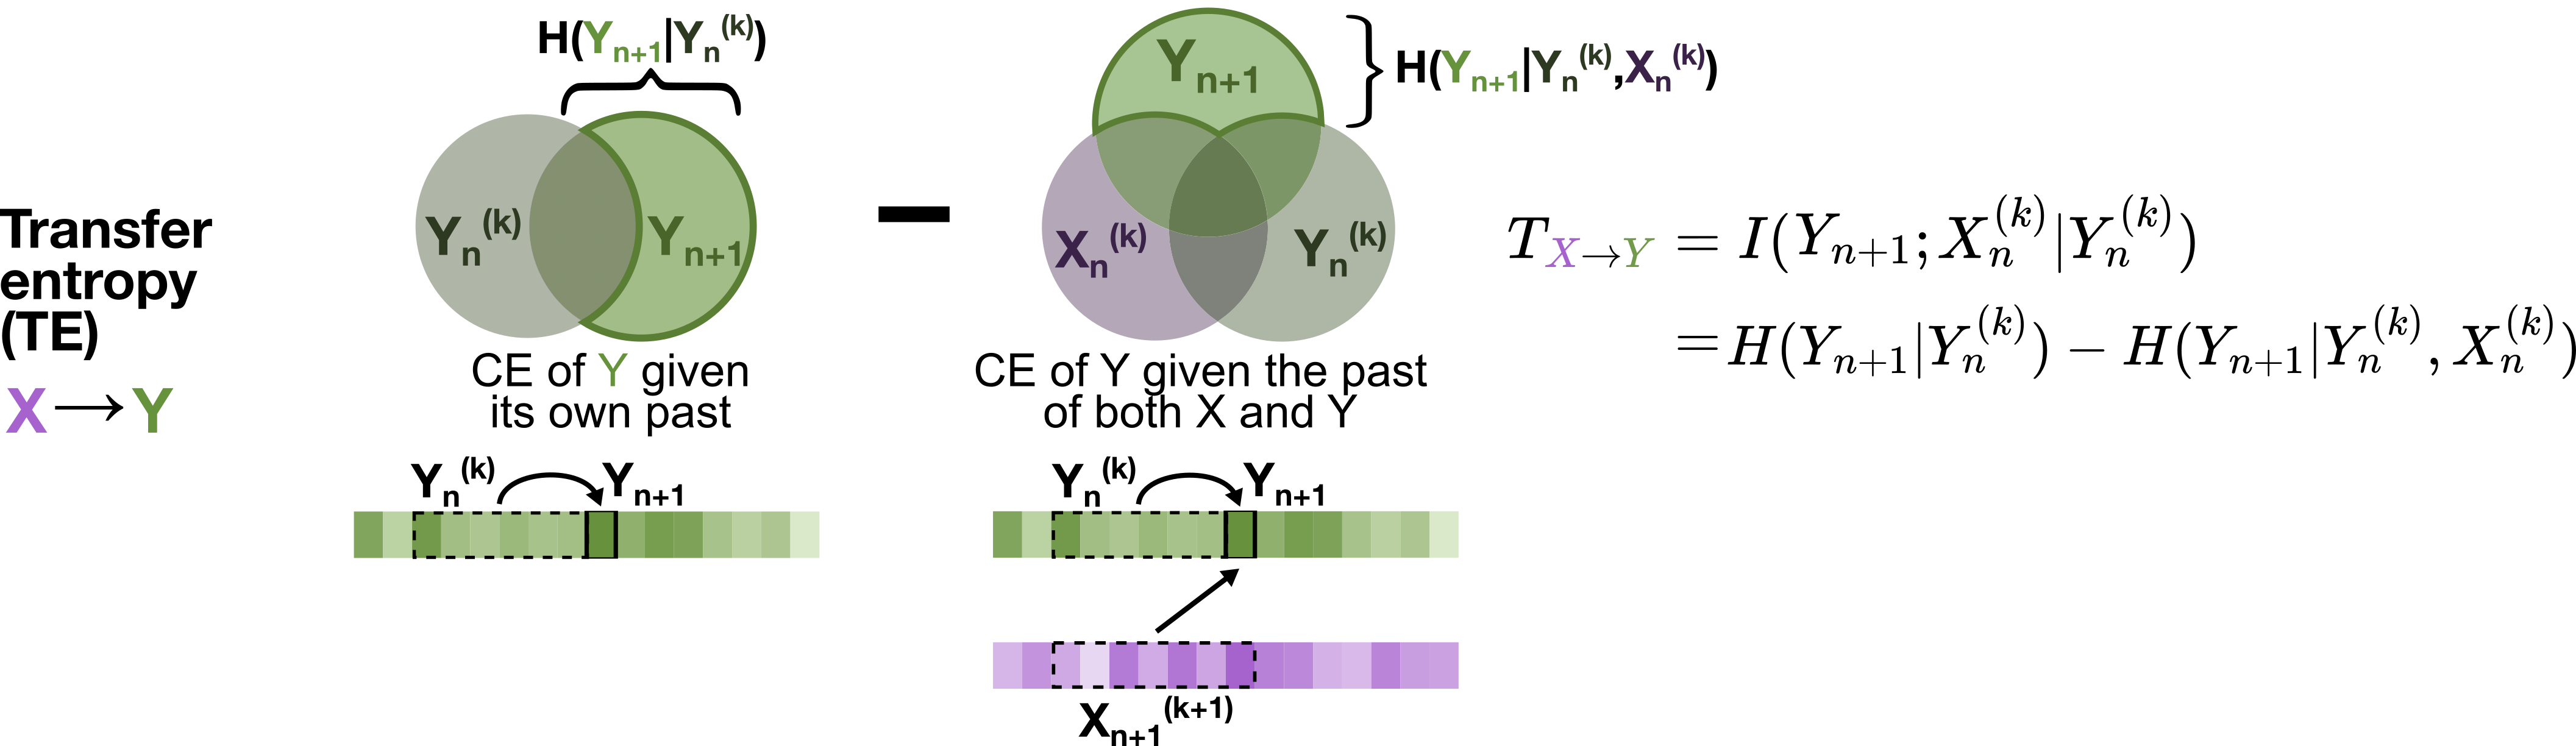 Transfer
entropy
(TE)
X → Y
H(Y_{n+1}|Y_n^{(k)})
Y_n^{(k)}
Y_{n+1}
CE of Y given
its own past
Y_n^{(k)}
Y_{n+1}
−
Y_{n+1}
H(Y_{n+1}|Y_n^{(k)},X_n^{(k)})
X_n^{(k)}
Y_n^{(k)}
CE of Y given the past
of both X and Y
Y_n^{(k)}
Y_{n+1}
X_{n+1}^{(k+1)}
T_{X→Y} = I(Y_{n+1}; X_n^{(k)}|Y_n^{(k)})
= H(Y_{n+1}|Y_n^{(k)}) − H(Y_{n+1}|Y_n^{(k)}, X_n^{(k)})